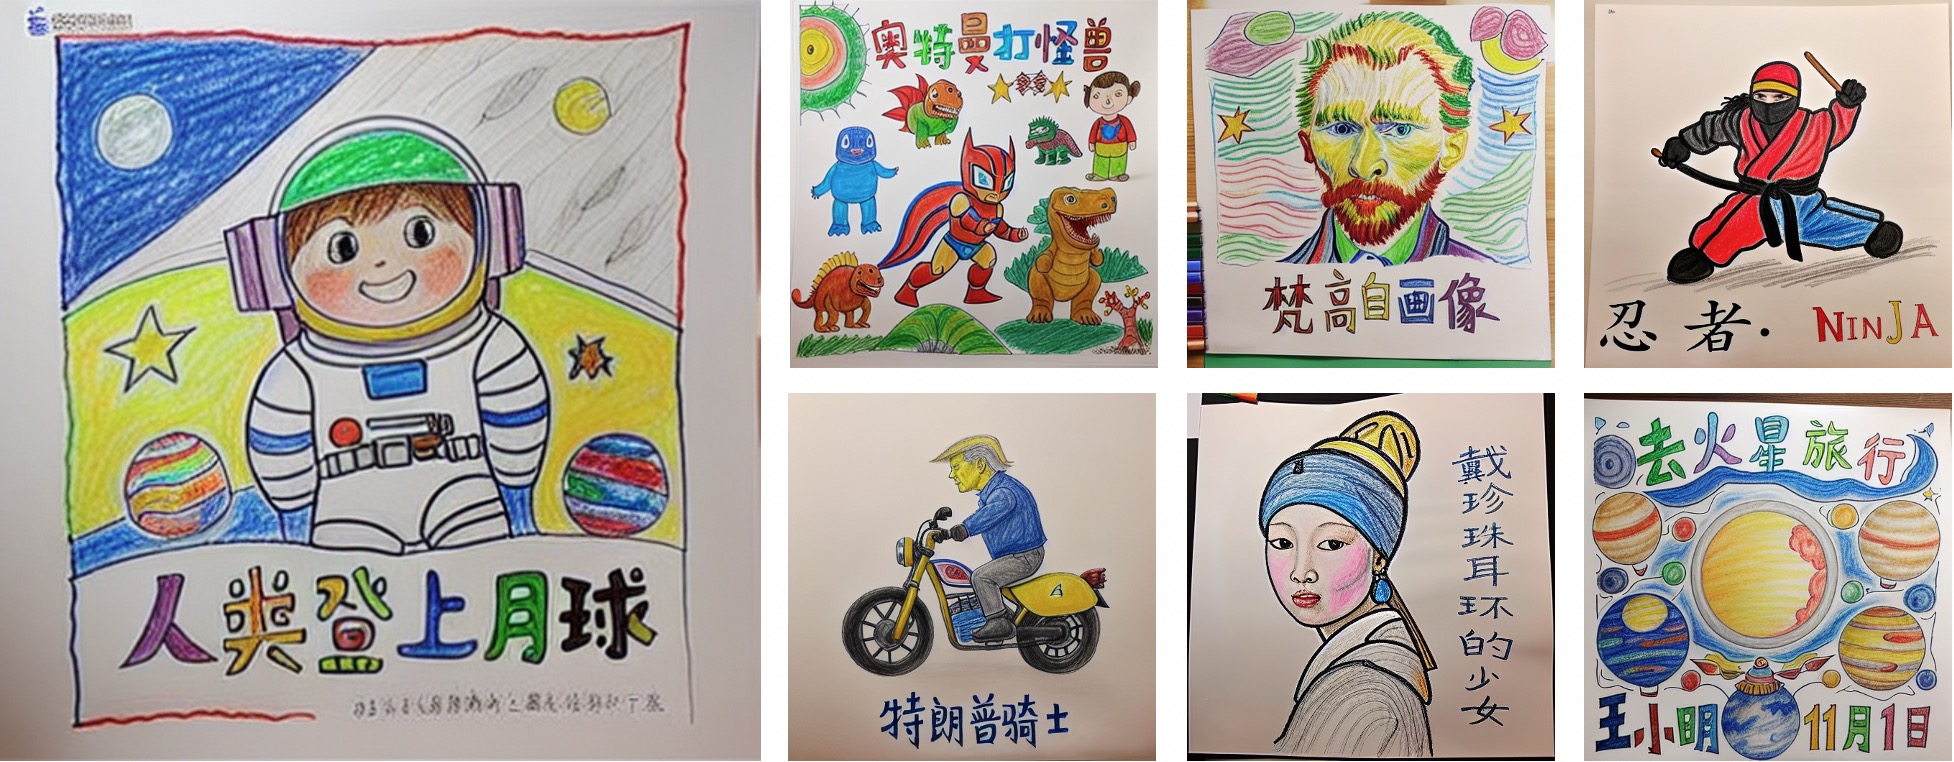 人类登上月球
奥特曼打怪兽
梵高自画像
忍者·
NINJA
特朗普骑士
戴珍珠耳环的少女
去火星旅行
王小明 11月1日